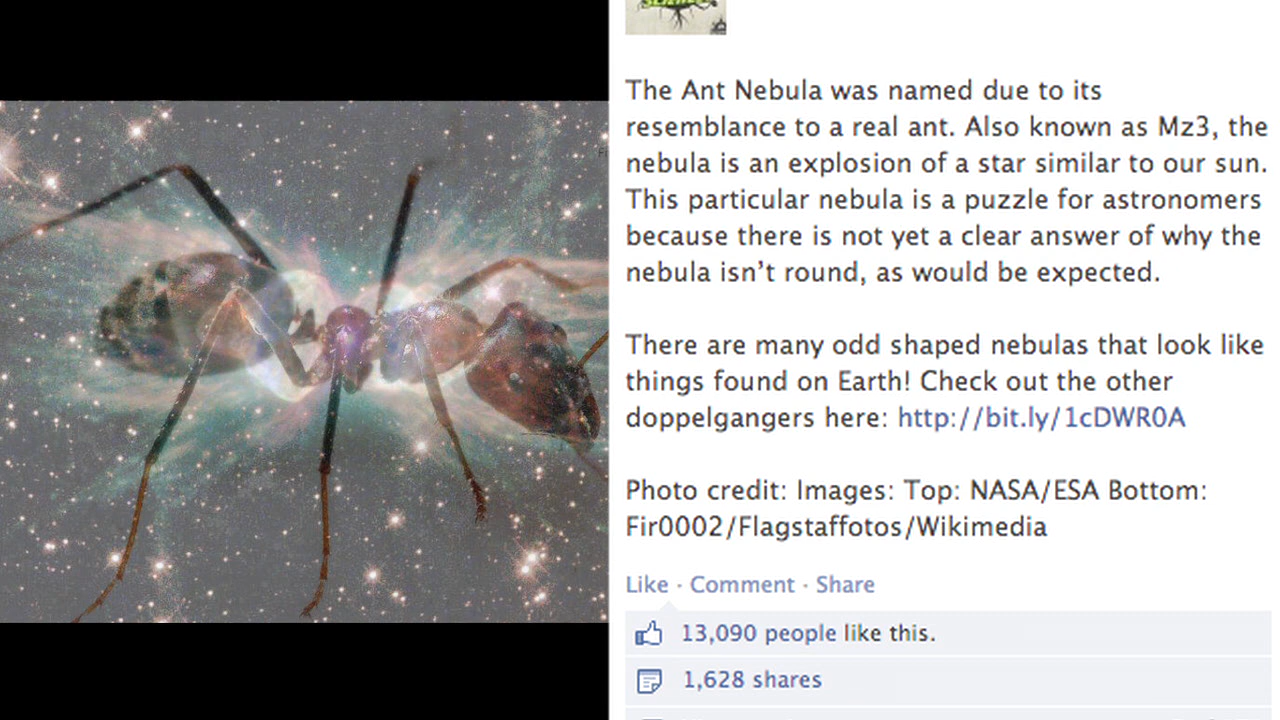 The Ant Nebula was named due to its
resemblance to a real ant. Also known as Mz3, the
nebula is an explosion of a star similar to our sun.
This particular nebula is a puzzle for astronomers
because there is not yet a clear answer of why the
nebula isn’t round, as would be expected.
There are many odd shaped nebulas that look like
things found on Earth! Check out the other
doppelgangers here: http://bit.ly/1cDWR0A
Photo credit: Images: Top: NASA/ESA Bottom:
Fir0002/Flagstaffotos/Wikimedia
Like · Comment · Share
13,090 people like this.
1,628 shares